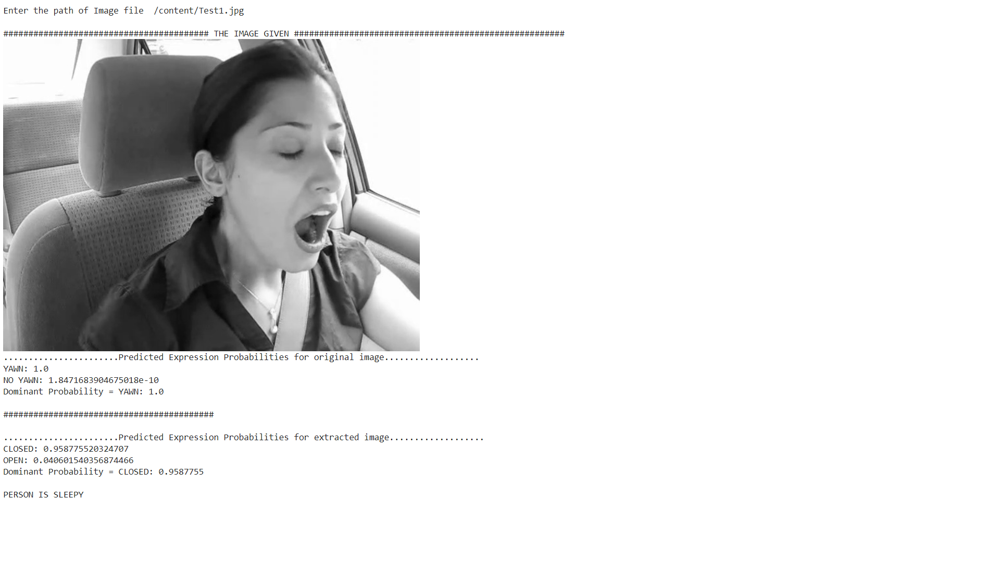 Enter the path of Image file  /content/Test1.jpg
######################################### THE IMAGE GIVEN ######################################################
.......................Predicted Expression Probabilities for original image...................
YAWN: 1.0
NO YAWN: 1.8471683904675018e-10
Dominant Probability = YAWN: 1.0
##########################################
.......................Predicted Expression Probabilities for extracted image...................
CLOSED: 0.958775520324707
OPEN: 0.040601540356874466
Dominant Probability = CLOSED: 0.9587755
PERSON IS SLEEPY